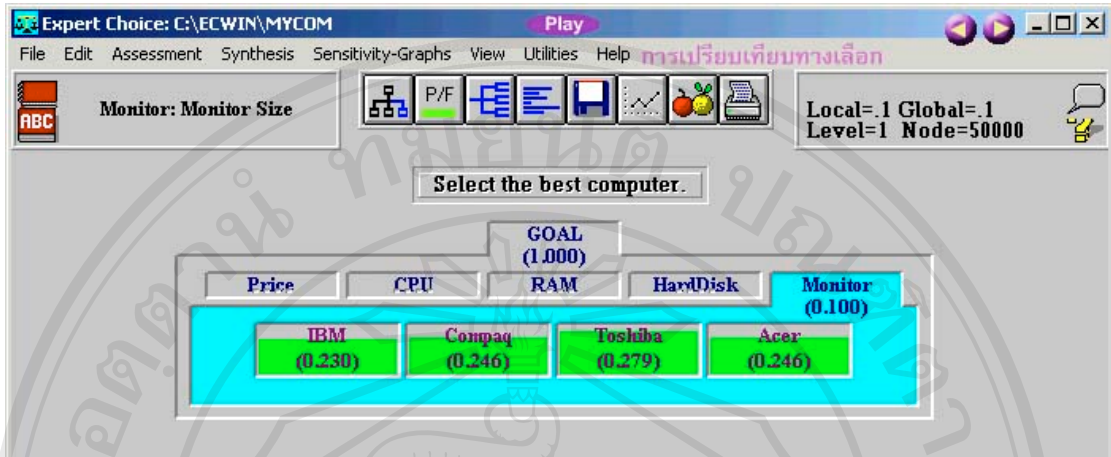 Expert Choice: C:\ECWIN\MYCOM Play
File Edit Assessment Synthesis Sensitivity-Graphs View Utilities Help การเปรียบเทียบทางเลือก
ABC
Monitor: Monitor Size
P/F
Local=.1 Global=.1
Level=1 Node=50000
Select the best computer.
GOAL
(1.000)
Price CPU RAM HardDisk Monitor
(0.100)
IBM Compaq Toshiba Acer
(0.230) (0.246) (0.279) (0.246)